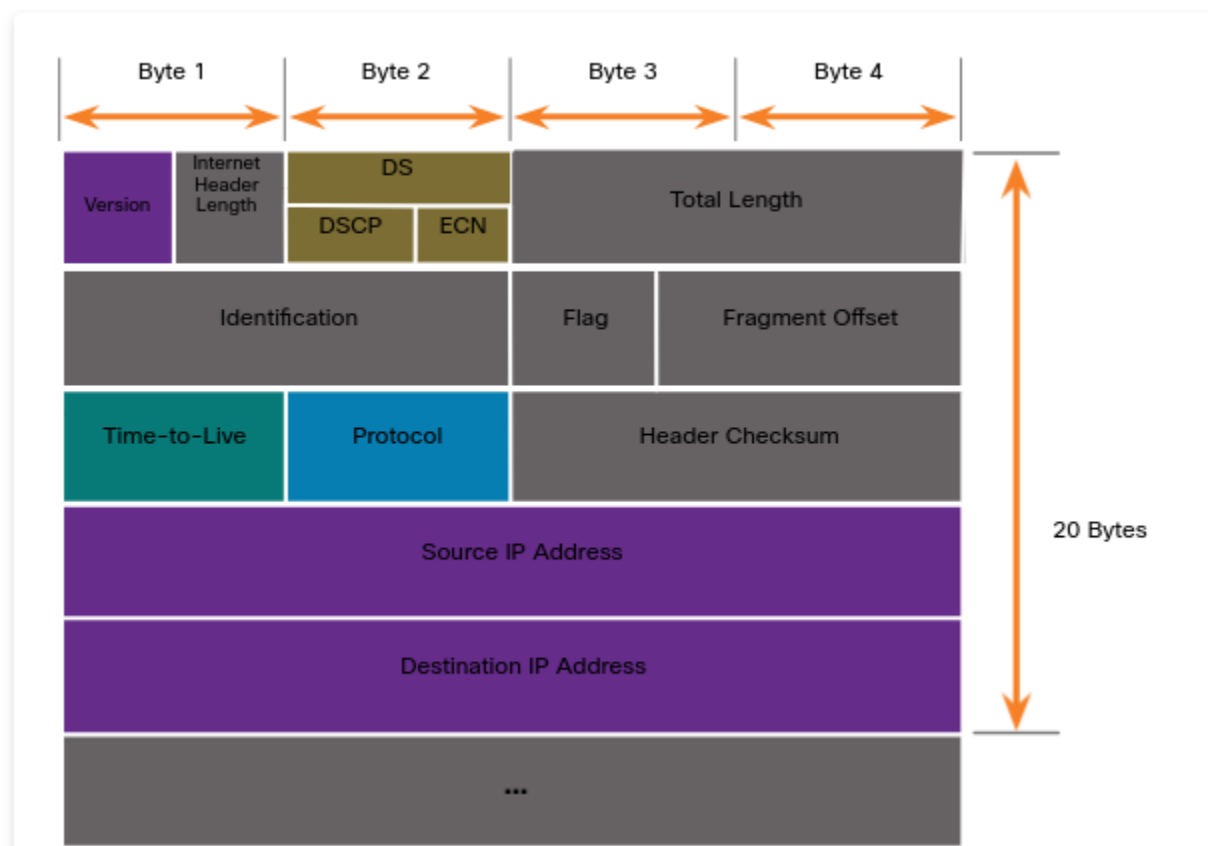 Byte 1
Byte 2
Byte 3
Byte 4
Version
Internet
Header
Length
DS
DSCP
ECN
Total Length
Identification
Flag
Fragment Offset
Time-to-Live
Protocol
Header Checksum
Source IP Address
20 Bytes
Destination IP Address
...